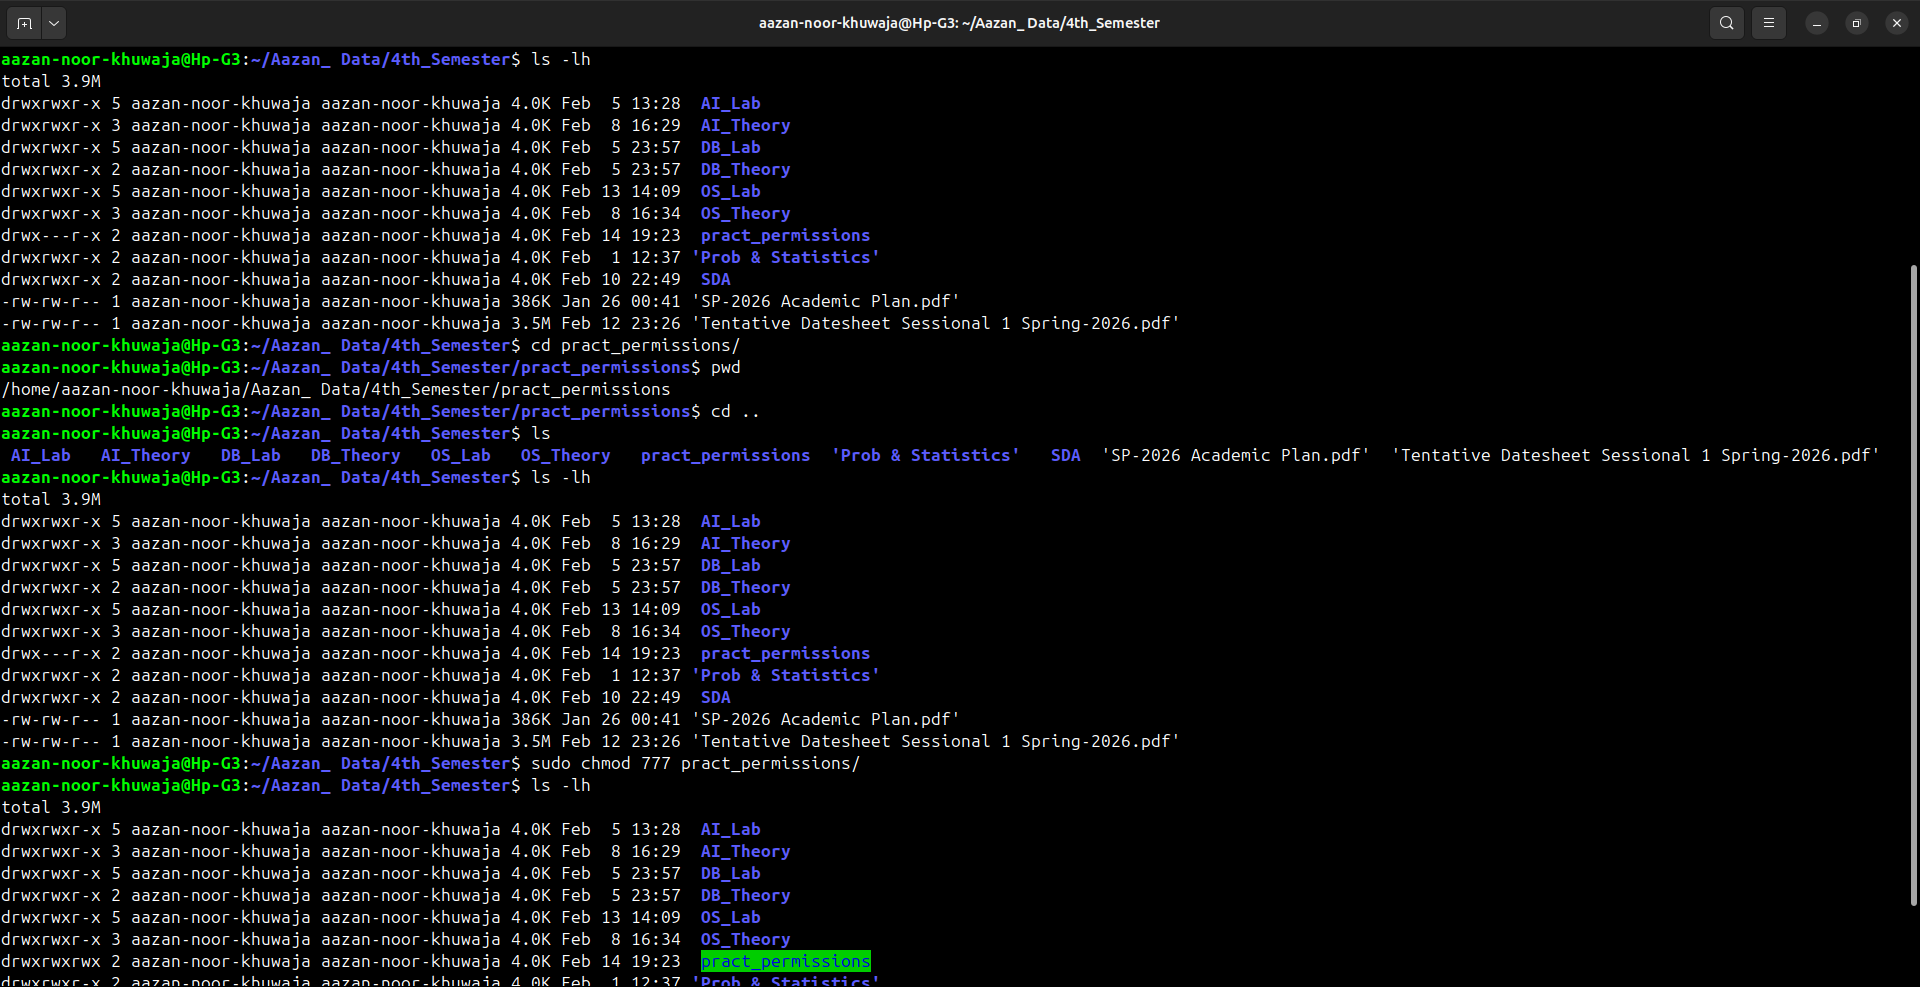 aazan-noor-khuwaja@Hp-G3: ~/Aazan_ Data/4th_Semester
aazan-noor-khuwaja@Hp-G3:~/Aazan_ Data/4th_Semester$ ls -lh
total 3.9M
drwxrwxr-x 5 aazan-noor-khuwaja aazan-noor-khuwaja 4.0K Feb  5 13:28  AI_Lab
drwxrwxr-x 3 aazan-noor-khuwaja aazan-noor-khuwaja 4.0K Feb  8 16:29  AI_Theory
drwxrwxr-x 5 aazan-noor-khuwaja aazan-noor-khuwaja 4.0K Feb  5 23:57  DB_Lab
drwxrwxr-x 2 aazan-noor-khuwaja aazan-noor-khuwaja 4.0K Feb  5 23:57  DB_Theory
drwxrwxr-x 5 aazan-noor-khuwaja aazan-noor-khuwaja 4.0K Feb 13 14:09  OS_Lab
drwxrwxr-x 3 aazan-noor-khuwaja aazan-noor-khuwaja 4.0K Feb  8 16:34  OS_Theory
drwx---r-x 2 aazan-noor-khuwaja aazan-noor-khuwaja 4.0K Feb 14 19:23  pract_permissions
drwxrwxr-x 2 aazan-noor-khuwaja aazan-noor-khuwaja 4.0K Feb  1 12:37 'Prob & Statistics'
drwxrwxr-x 2 aazan-noor-khuwaja aazan-noor-khuwaja 4.0K Feb 10 22:49  SDA
-rw-rw-r-- 1 aazan-noor-khuwaja aazan-noor-khuwaja 386K Jan 26 00:41 'SP-2026 Academic Plan.pdf'
-rw-rw-r-- 1 aazan-noor-khuwaja aazan-noor-khuwaja 3.5M Feb 12 23:26 'Tentative Datesheet Sessional 1 Spring-2026.pdf'
aazan-noor-khuwaja@Hp-G3:~/Aazan_ Data/4th_Semester$ cd pract_permissions/
aazan-noor-khuwaja@Hp-G3:~/Aazan_ Data/4th_Semester/pract_permissions$ pwd
/home/aazan-noor-khuwaja/Aazan_ Data/4th_Semester/pract_permissions
aazan-noor-khuwaja@Hp-G3:~/Aazan_ Data/4th_Semester/pract_permissions$ cd ..
aazan-noor-khuwaja@Hp-G3:~/Aazan_ Data/4th_Semester$ ls
 AI_Lab   AI_Theory   DB_Lab   DB_Theory   OS_Lab   OS_Theory   pract_permissions  'Prob & Statistics'   SDA  'SP-2026 Academic Plan.pdf'  'Tentative Datesheet Sessional 1 Spring-2026.pdf'
aazan-noor-khuwaja@Hp-G3:~/Aazan_ Data/4th_Semester$ ls -lh
total 3.9M
drwxrwxr-x 5 aazan-noor-khuwaja aazan-noor-khuwaja 4.0K Feb  5 13:28  AI_Lab
drwxrwxr-x 3 aazan-noor-khuwaja aazan-noor-khuwaja 4.0K Feb  8 16:29  AI_Theory
drwxrwxr-x 5 aazan-noor-khuwaja aazan-noor-khuwaja 4.0K Feb  5 23:57  DB_Lab
drwxrwxr-x 2 aazan-noor-khuwaja aazan-noor-khuwaja 4.0K Feb  5 23:57  DB_Theory
drwxrwxr-x 5 aazan-noor-khuwaja aazan-noor-khuwaja 4.0K Feb 13 14:09  OS_Lab
drwxrwxr-x 3 aazan-noor-khuwaja aazan-noor-khuwaja 4.0K Feb  8 16:34  OS_Theory
drwx---r-x 2 aazan-noor-khuwaja aazan-noor-khuwaja 4.0K Feb 14 19:23  pract_permissions
drwxrwxr-x 2 aazan-noor-khuwaja aazan-noor-khuwaja 4.0K Feb  1 12:37 'Prob & Statistics'
drwxrwxr-x 2 aazan-noor-khuwaja aazan-noor-khuwaja 4.0K Feb 10 22:49  SDA
-rw-rw-r-- 1 aazan-noor-khuwaja aazan-noor-khuwaja 386K Jan 26 00:41 'SP-2026 Academic Plan.pdf'
-rw-rw-r-- 1 aazan-noor-khuwaja aazan-noor-khuwaja 3.5M Feb 12 23:26 'Tentative Datesheet Sessional 1 Spring-2026.pdf'
aazan-noor-khuwaja@Hp-G3:~/Aazan_ Data/4th_Semester$ sudo chmod 777 pract_permissions/
aazan-noor-khuwaja@Hp-G3:~/Aazan_ Data/4th_Semester$ ls -lh
total 3.9M
drwxrwxr-x 5 aazan-noor-khuwaja aazan-noor-khuwaja 4.0K Feb  5 13:28  AI_Lab
drwxrwxr-x 3 aazan-noor-khuwaja aazan-noor-khuwaja 4.0K Feb  8 16:29  AI_Theory
drwxrwxr-x 5 aazan-noor-khuwaja aazan-noor-khuwaja 4.0K Feb  5 23:57  DB_Lab
drwxrwxr-x 2 aazan-noor-khuwaja aazan-noor-khuwaja 4.0K Feb  5 23:57  DB_Theory
drwxrwxr-x 5 aazan-noor-khuwaja aazan-noor-khuwaja 4.0K Feb 13 14:09  OS_Lab
drwxrwxr-x 3 aazan-noor-khuwaja aazan-noor-khuwaja 4.0K Feb  8 16:34  OS_Theory
drwxrwxrwx 2 aazan-noor-khuwaja aazan-noor-khuwaja 4.0K Feb 14 19:23  pract_permissions
drwxrwxr-x 2 aazan-noor-khuwaja aazan-noor-khuwaja 4.0K Feb  1 12:37 'Prob & Statistics'